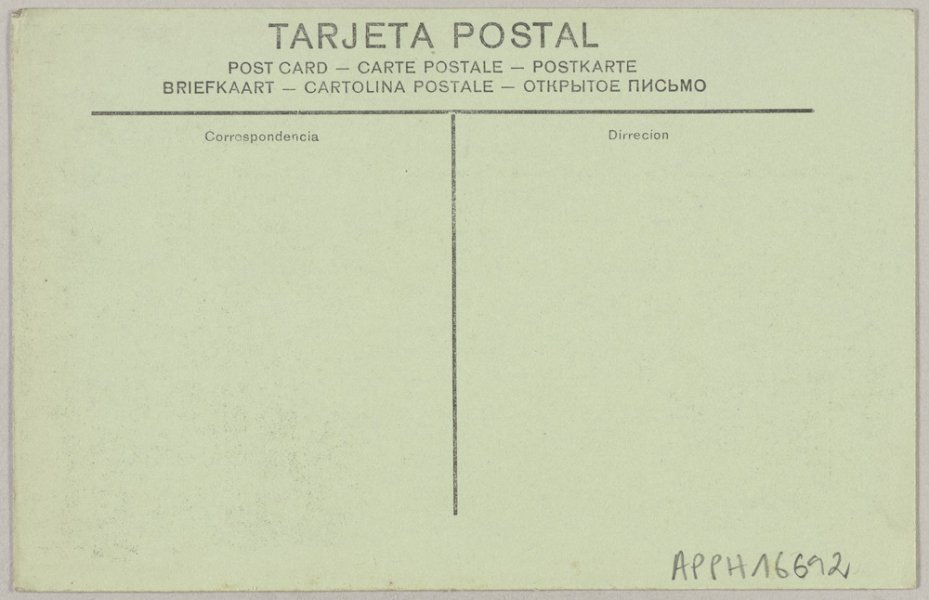 TARJETA POSTAL
POST CARD — CARTE POSTALE — POSTKARTE
BRIEFKAART — CARTOLINA POSTALE — ОТКРЫТОЕ ПИСЬМО
Correspondencia
Dirrecion
APPH16692